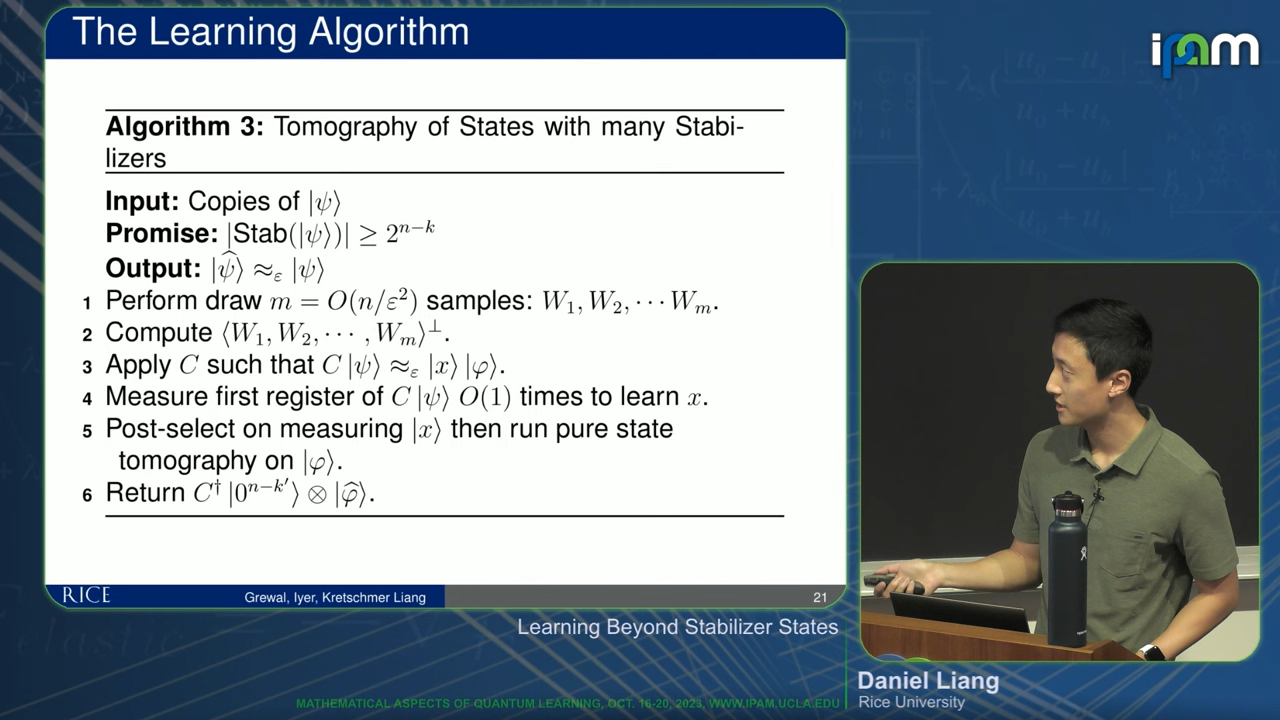 The Learning Algorithm
ipam
Algorithm 3: Tomography of States with many Stabi-
lizers
Input: Copies of |ψ⟩
Promise: |Stab(|ψ⟩)| ≥ 2^{n−k}
Output: |ψ̂⟩ ≈_ε |ψ⟩
1 Perform draw m = O(n/ε²) samples: W₁, W₂, ⋯ W_m.
2 Compute ⟨W₁, W₂, ⋯ , W_m⟩^⊥.
3 Apply C such that C |ψ⟩ ≈_ε |x⟩ |φ⟩.
4 Measure first register of C |ψ⟩ O(1) times to learn x.
5 Post-select on measuring |x⟩ then run pure state
tomography on |φ⟩.
6 Return C† |0^{n−k′}⟩ ⊗ |φ̂⟩.
RICE
Grewal, Iyer, Kretschmer Liang
21
Learning Beyond Stabilizer States
Daniel Liang
Rice University
MATHEMATICAL ASPECTS OF QUANTUM LEARNING, OCT. 16-20, 2023, WWW.IPAM.UCLA.EDU